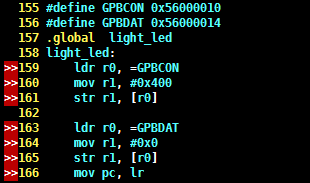 155 #define GPBCON 0x56000010
156 #define GPBDAT 0x56000014
157 .global  light_led
158 light_led:
>>159     ldr r0, =GPBCON
>>160     mov r1, #0x400
>>161     str r1, [r0]
162
>>163     ldr r0, =GPBDAT
>>164     mov r1, #0x0
>>165     str r1, [r0]
>>166     mov pc, lr